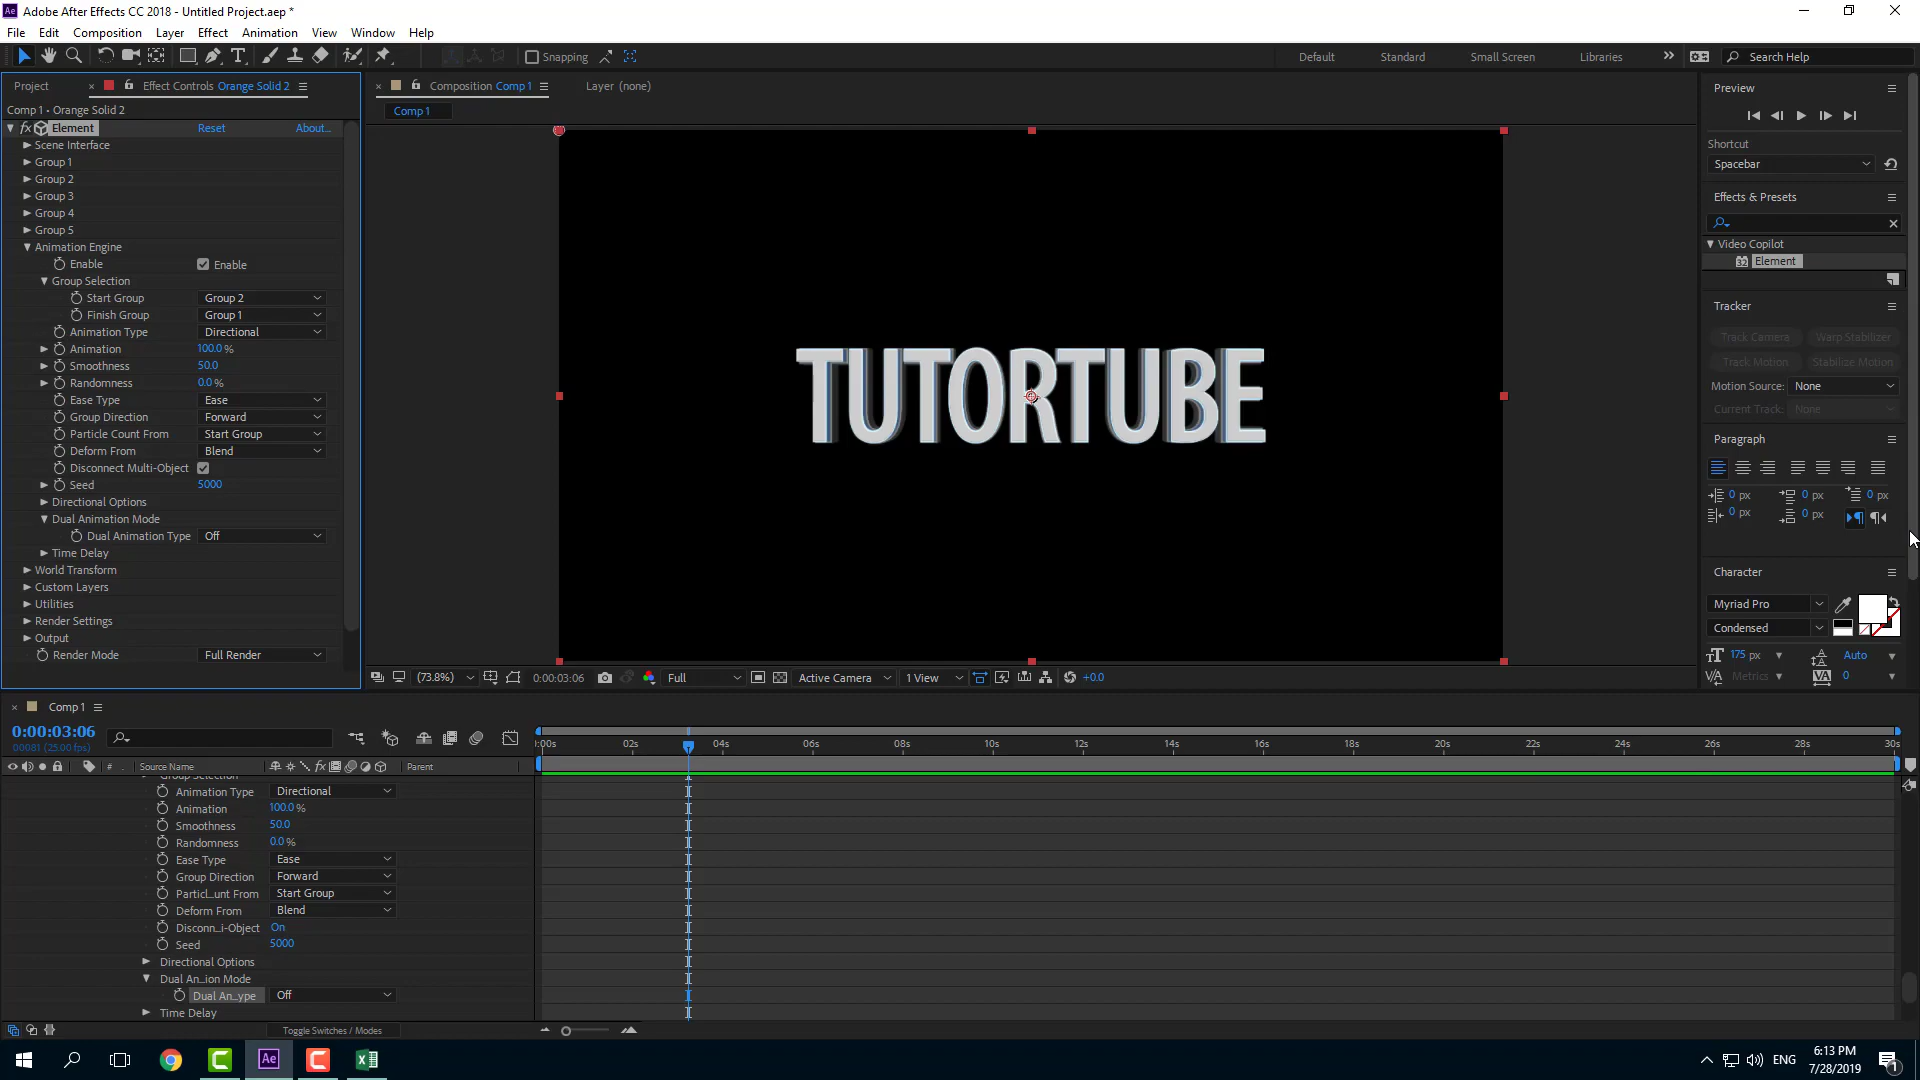 Adobe After Effects CC 2018 - Untitled Project.aep *
File Edit Composition Layer Effect Animation View Window Help
Snapping Default Standard Small Screen Libraries Search Help
Project Effect Controls Orange Solid 2 Composition Comp 1 Layer (none) Preview
Comp 1 • Orange Solid 2 Comp 1
fx Element Reset About...
Scene Interface Shortcut
Group 1 Spacebar
Group 2
Group 3 Effects & Presets
Group 4
Group 5
Animation Engine Video Copilot
Enable Enable Element
Group Selection
Start Group Group 2 Tracker
Finish Group Group 1
Animation Type Directional Track Camera Warp Stabilizer
Animation 100.0 %
Smoothness 50.0 Track Motion Stabilize Motion
Randomness 0.0 % Motion Source: None
TUTORTUBE
Ease Type Ease Current Track: None
Group Direction Forward
Particle Count From Start Group Paragraph
Deform From Blend
Disconnect Multi-Object
Seed 5000 0 px 0 px 0 px
Directional Options 0 px 0 px
Dual Animation Mode
Dual Animation Type Off
Time Delay
World Transform Character
Custom Layers
Utilities Myriad Pro
Render Settings Condensed
Output
Render Mode Full Render 175 px Auto
(73.8%) 0:00:03:06 Full Active Camera 1 View +0.0 Metrics 0
Comp 1
0:00:03:06
00081 (25.00 fps) :00s 02s 04s 06s 08s 10s 12s 14s 16s 18s 20s 22s 24s 26s 28s 30s
# . Source Name fx Parent
Group Selection
Animation Type Directional
Animation 100.0 %
Smoothness 50.0
Randomness 0.0 %
Ease Type Ease
Group Direction Forward
Particl...unt From Start Group
Deform From Blend
Disconn...i-Object On
Seed 5000
Directional Options
Dual An...ion Mode
Dual An...ype Off
Time Delay
Toggle Switches / Modes
Ae ENG 6:13 PM
7/28/2019 1